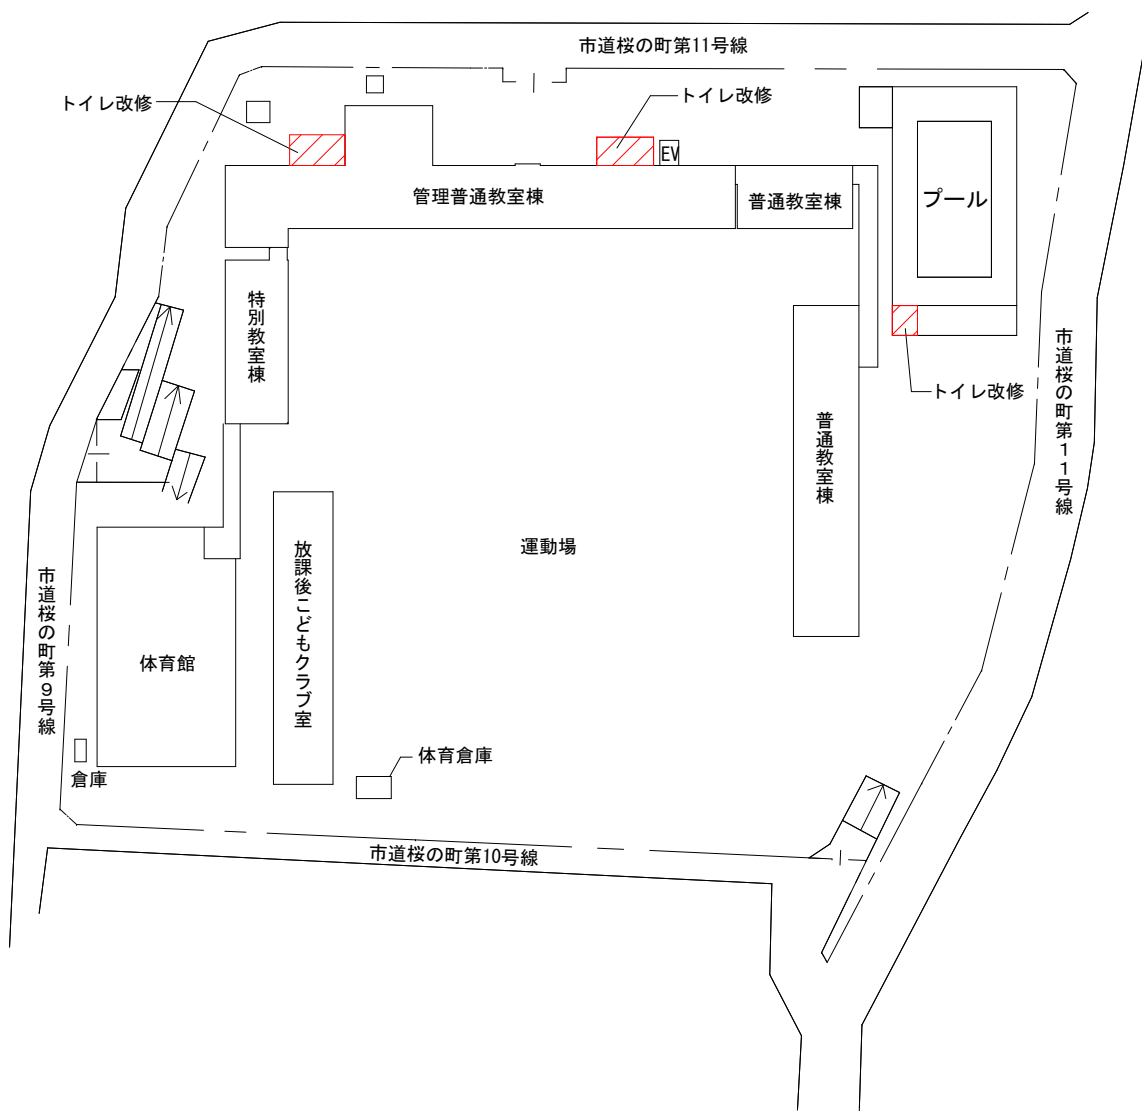 市道桜の町第11号線
トイレ改修
トイレ改修
EV
管理普通教室棟
普通教室棟
プール
特別教室棟
市道桜の町第11号線
トイレ改修
普通教室棟
運動場
放課後こどもクラブ室
市道桜の町第9号線
体育館
体育倉庫
倉庫
市道桜の町第10号線